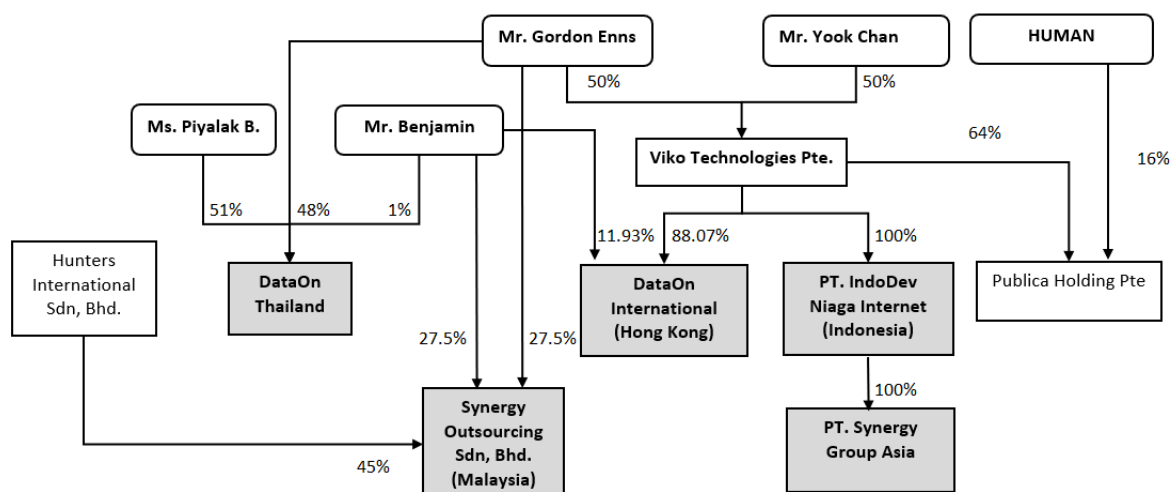 Mr. Gordon Enns
Mr. Yook Chan
HUMAN
50%
50%
Ms. Piyalak B.
Mr. Benjamin
Viko Technologies Pte.
64%
16%
51%
48%
1%
11.93%
88.07%
100%
Hunters
International
Sdn, Bhd.
DataOn
Thailand
DataOn
International
(Hong Kong)
PT. IndoDev
Niaga Internet
(Indonesia)
Publica Holding Pte
27.5%
27.5%
100%
Synergy
Outsourcing
Sdn, Bhd.
(Malaysia)
PT. Synergy
Group Asia
45%